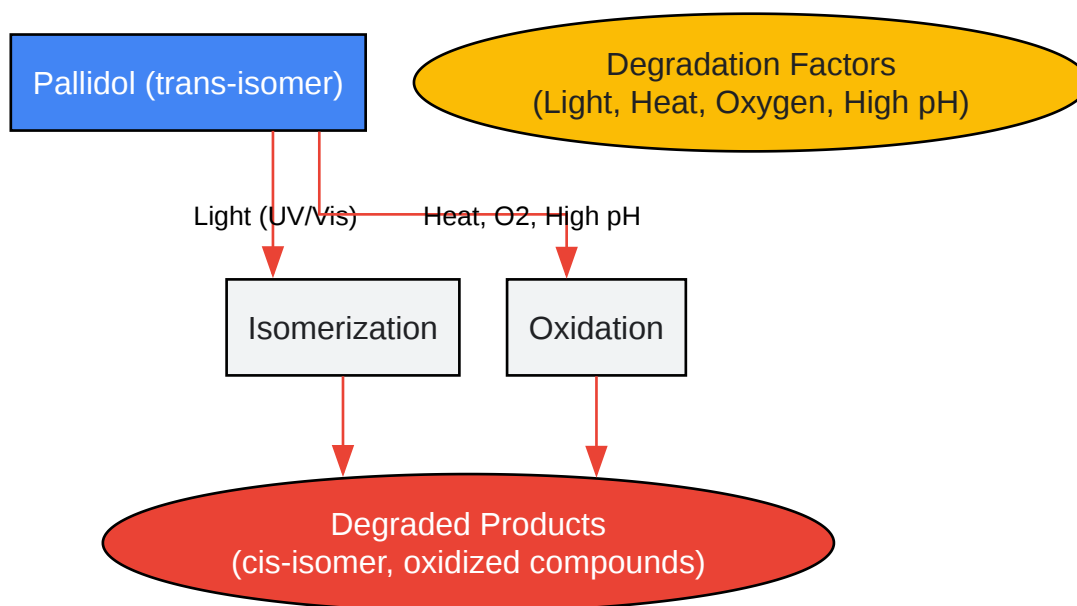 Pallidol (trans-isomer)
Degradation Factors
(Light, Heat, Oxygen, High pH)
Light (UV/Vis)
Heat, O2, High pH
Isomerization
Oxidation
Degraded Products
(cis-isomer, oxidized compounds)